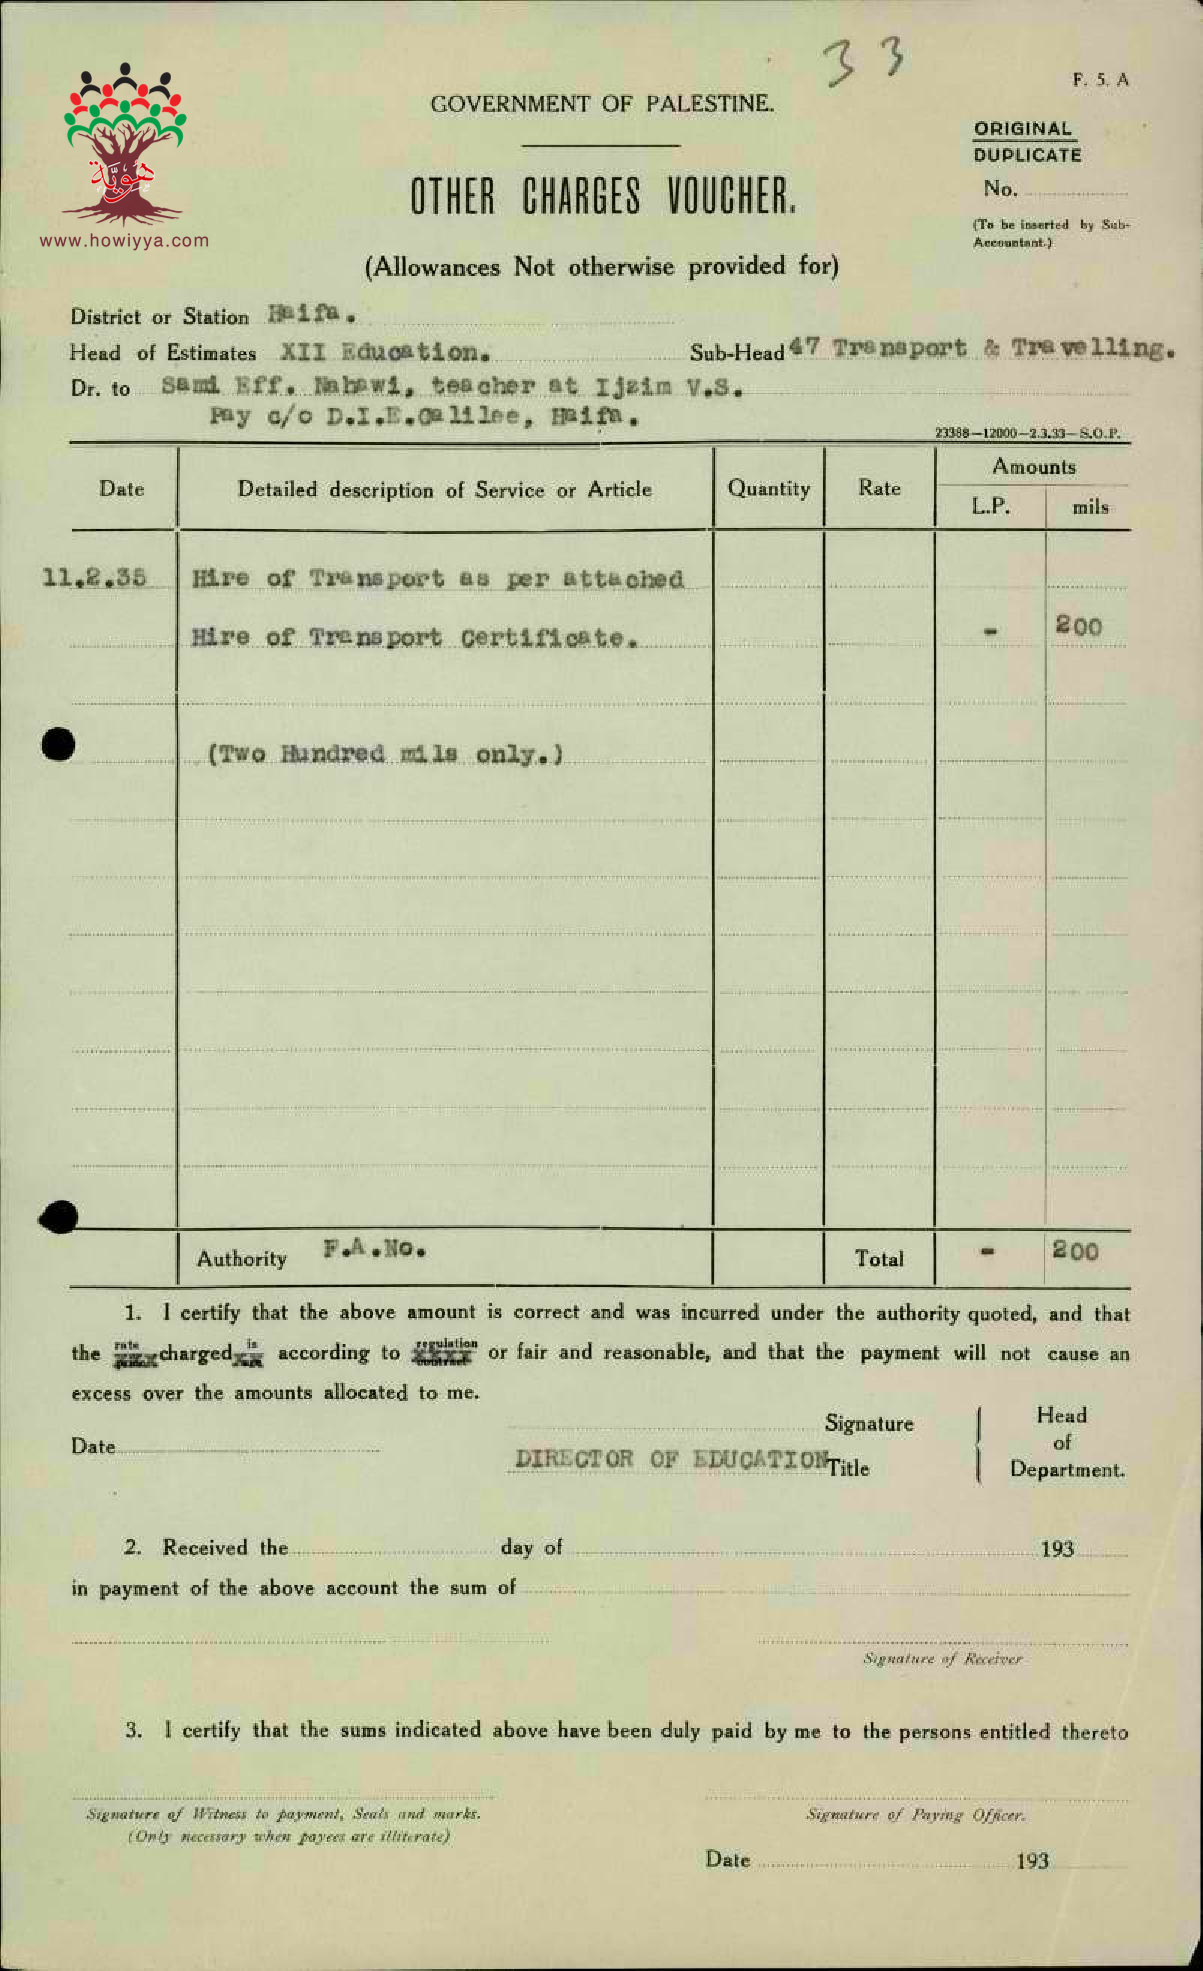 33
F. 5. A
هوية
www.howiyya.com
GOVERNMENT OF PALESTINE.
ORIGINAL
DUPLICATE
No.
(To be inserted by Sub-
Accountant.)
OTHER CHARGES VOUCHER.
(Allowances Not otherwise provided for)
District or Station Haifa.
Head of Estimates XII Education. Sub-Head 47 Transport & Travelling.
Dr. to Sami Eff. Nahawi, teacher at Ijzim V.S.
Pay c/o D.I.E.Galilee, Haifa.
23388—12000—2.3.33—S.O.P.
Date Detailed description of Service or Article Quantity Rate Amounts
L.P. mils
11.2.35 Hire of Transport as per attached
Hire of Transport Certificate. - 200
(Two Hundred mils only.)
Authority F.A.No. Total - 200
1. I certify that the above amount is correct and was incurred under the authority quoted, and that
the rate charged is according to regulation contract or fair and reasonable, and that the payment will not cause an
excess over the amounts allocated to me.
Date Signature Head
of
DIRECTOR OF EDUCATION Title Department.
2. Received the day of 193
in payment of the above account the sum of
Signature of Receiver
3. I certify that the sums indicated above have been duly paid by me to the persons entitled thereto
Signature of Witness to payment, Seals and marks. Signature of Paying Officer.
(Only necessary when payees are illiterate)
Date 193